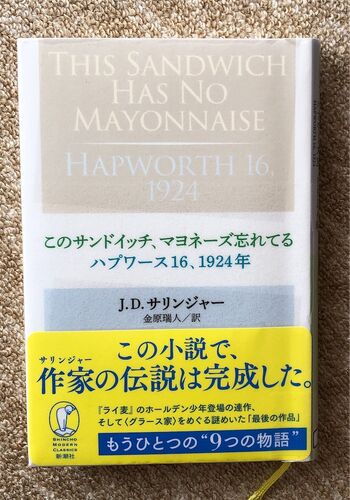 THIS SANDWICH
HAS NO
MAYONNAISE
HAPWORTH 16,
1924
このサンドイッチ、マヨネーズ忘れてる
ハプワース16、1924年
J.D.サリンジャー
金原瑞人/訳
この小説で、
サリンジャー
作家の伝説は完成した。
『ライ麦』のホールデン少年登場の連作、
そして〈グラース家〉をめぐる謎めいた「最後の作品」
もうひとつの“9つの物語”
SHINCHO
MODERN
CLASSICS
新潮社